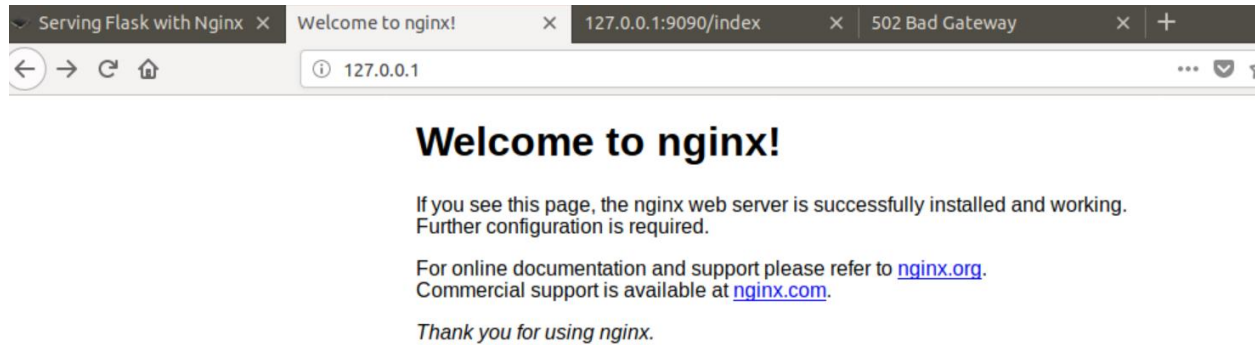 Serving Flask with Nginx
Welcome to nginx!
127.0.0.1:9090/index
502 Bad Gateway
127.0.0.1
Welcome to nginx!
If you see this page, the nginx web server is successfully installed and working.
Further configuration is required.
For online documentation and support please refer to nginx.org.
Commercial support is available at nginx.com.
Thank you for using nginx.